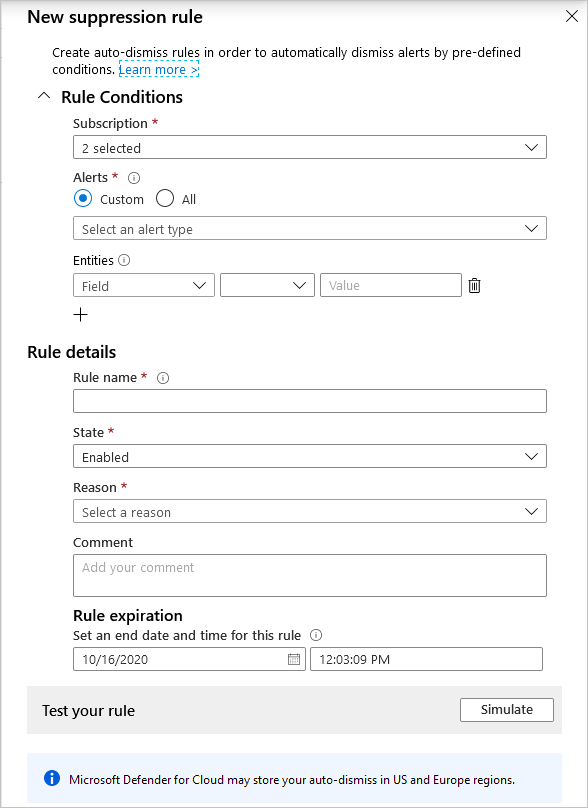 New suppression rule
Create auto-dismiss rules in order to automatically dismiss alerts by pre-defined
conditions. Learn more >
Rule Conditions
Subscription *
2 selected
Alerts *
Custom All
Select an alert type
Entities
Field Value
Rule details
Rule name *
State *
Enabled
Reason *
Select a reason
Comment
Add your comment
Rule expiration
Set an end date and time for this rule
10/16/2020 12:03:09 PM
Test your rule Simulate
Microsoft Defender for Cloud may store your auto-dismiss in US and Europe regions.